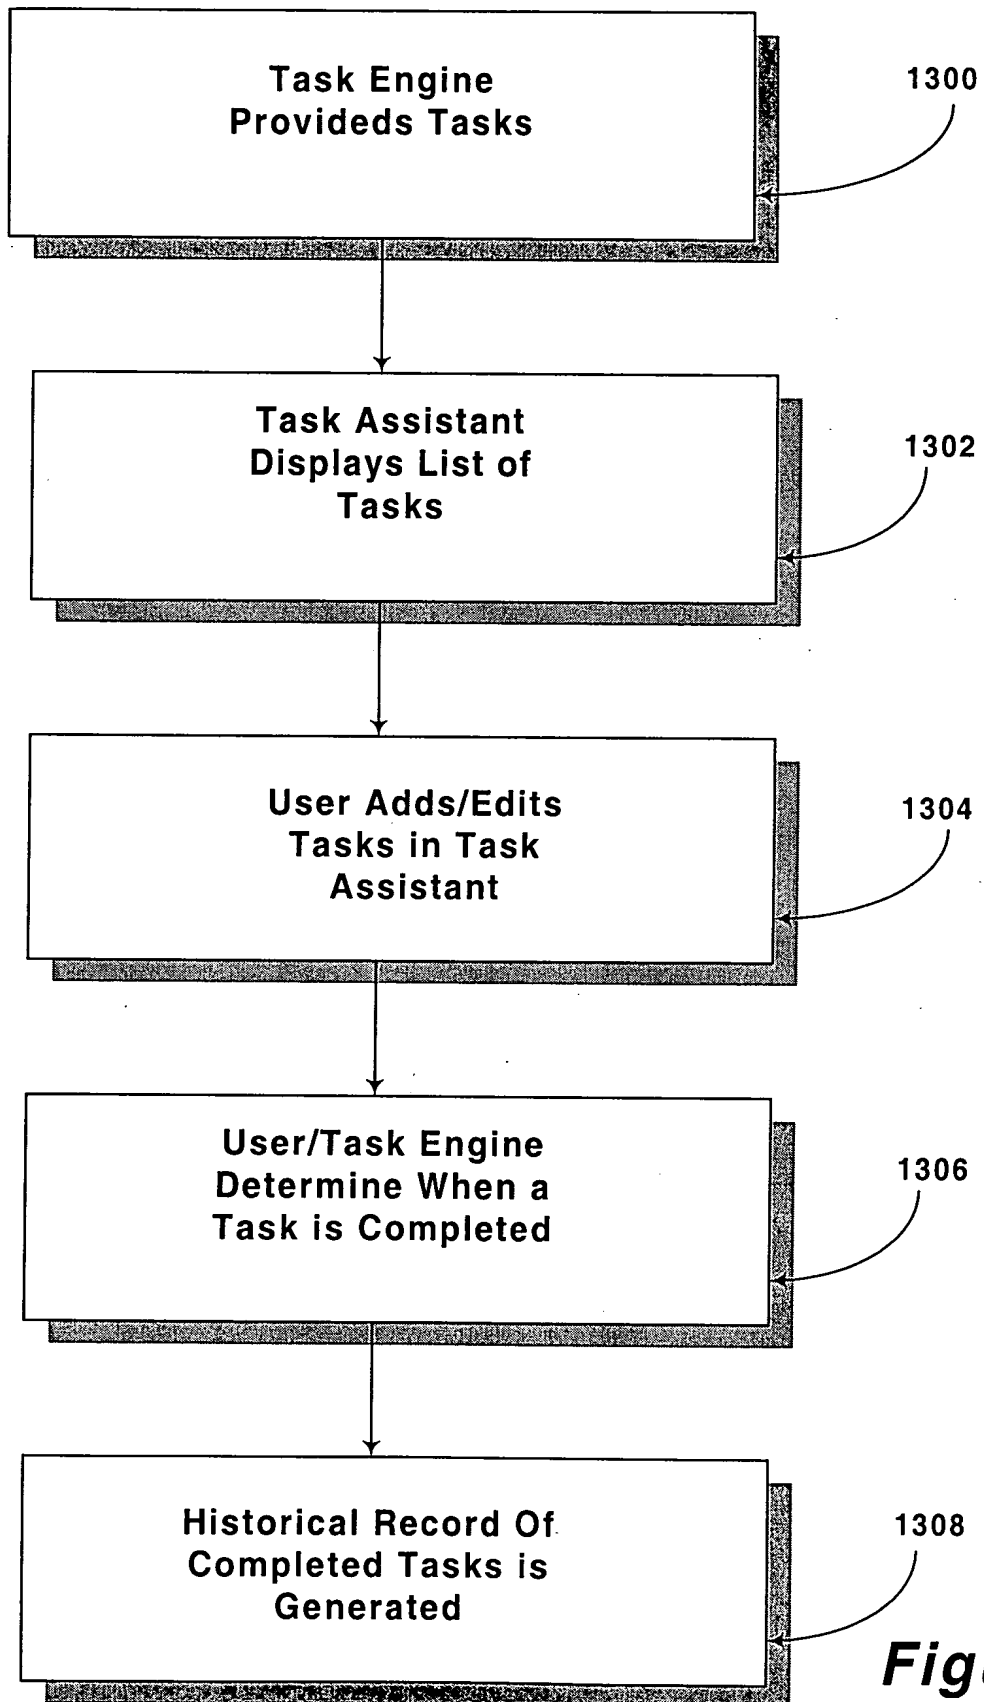 Task Engine
Provideds Tasks
1300
Task Assistant
Displays List of
Tasks
1302
User Adds/Edits
Tasks in Task
Assistant
1304
User/Task Engine
Determine When a
Task is Completed
1306
Historical Record Of
Completed Tasks is
Generated
1308